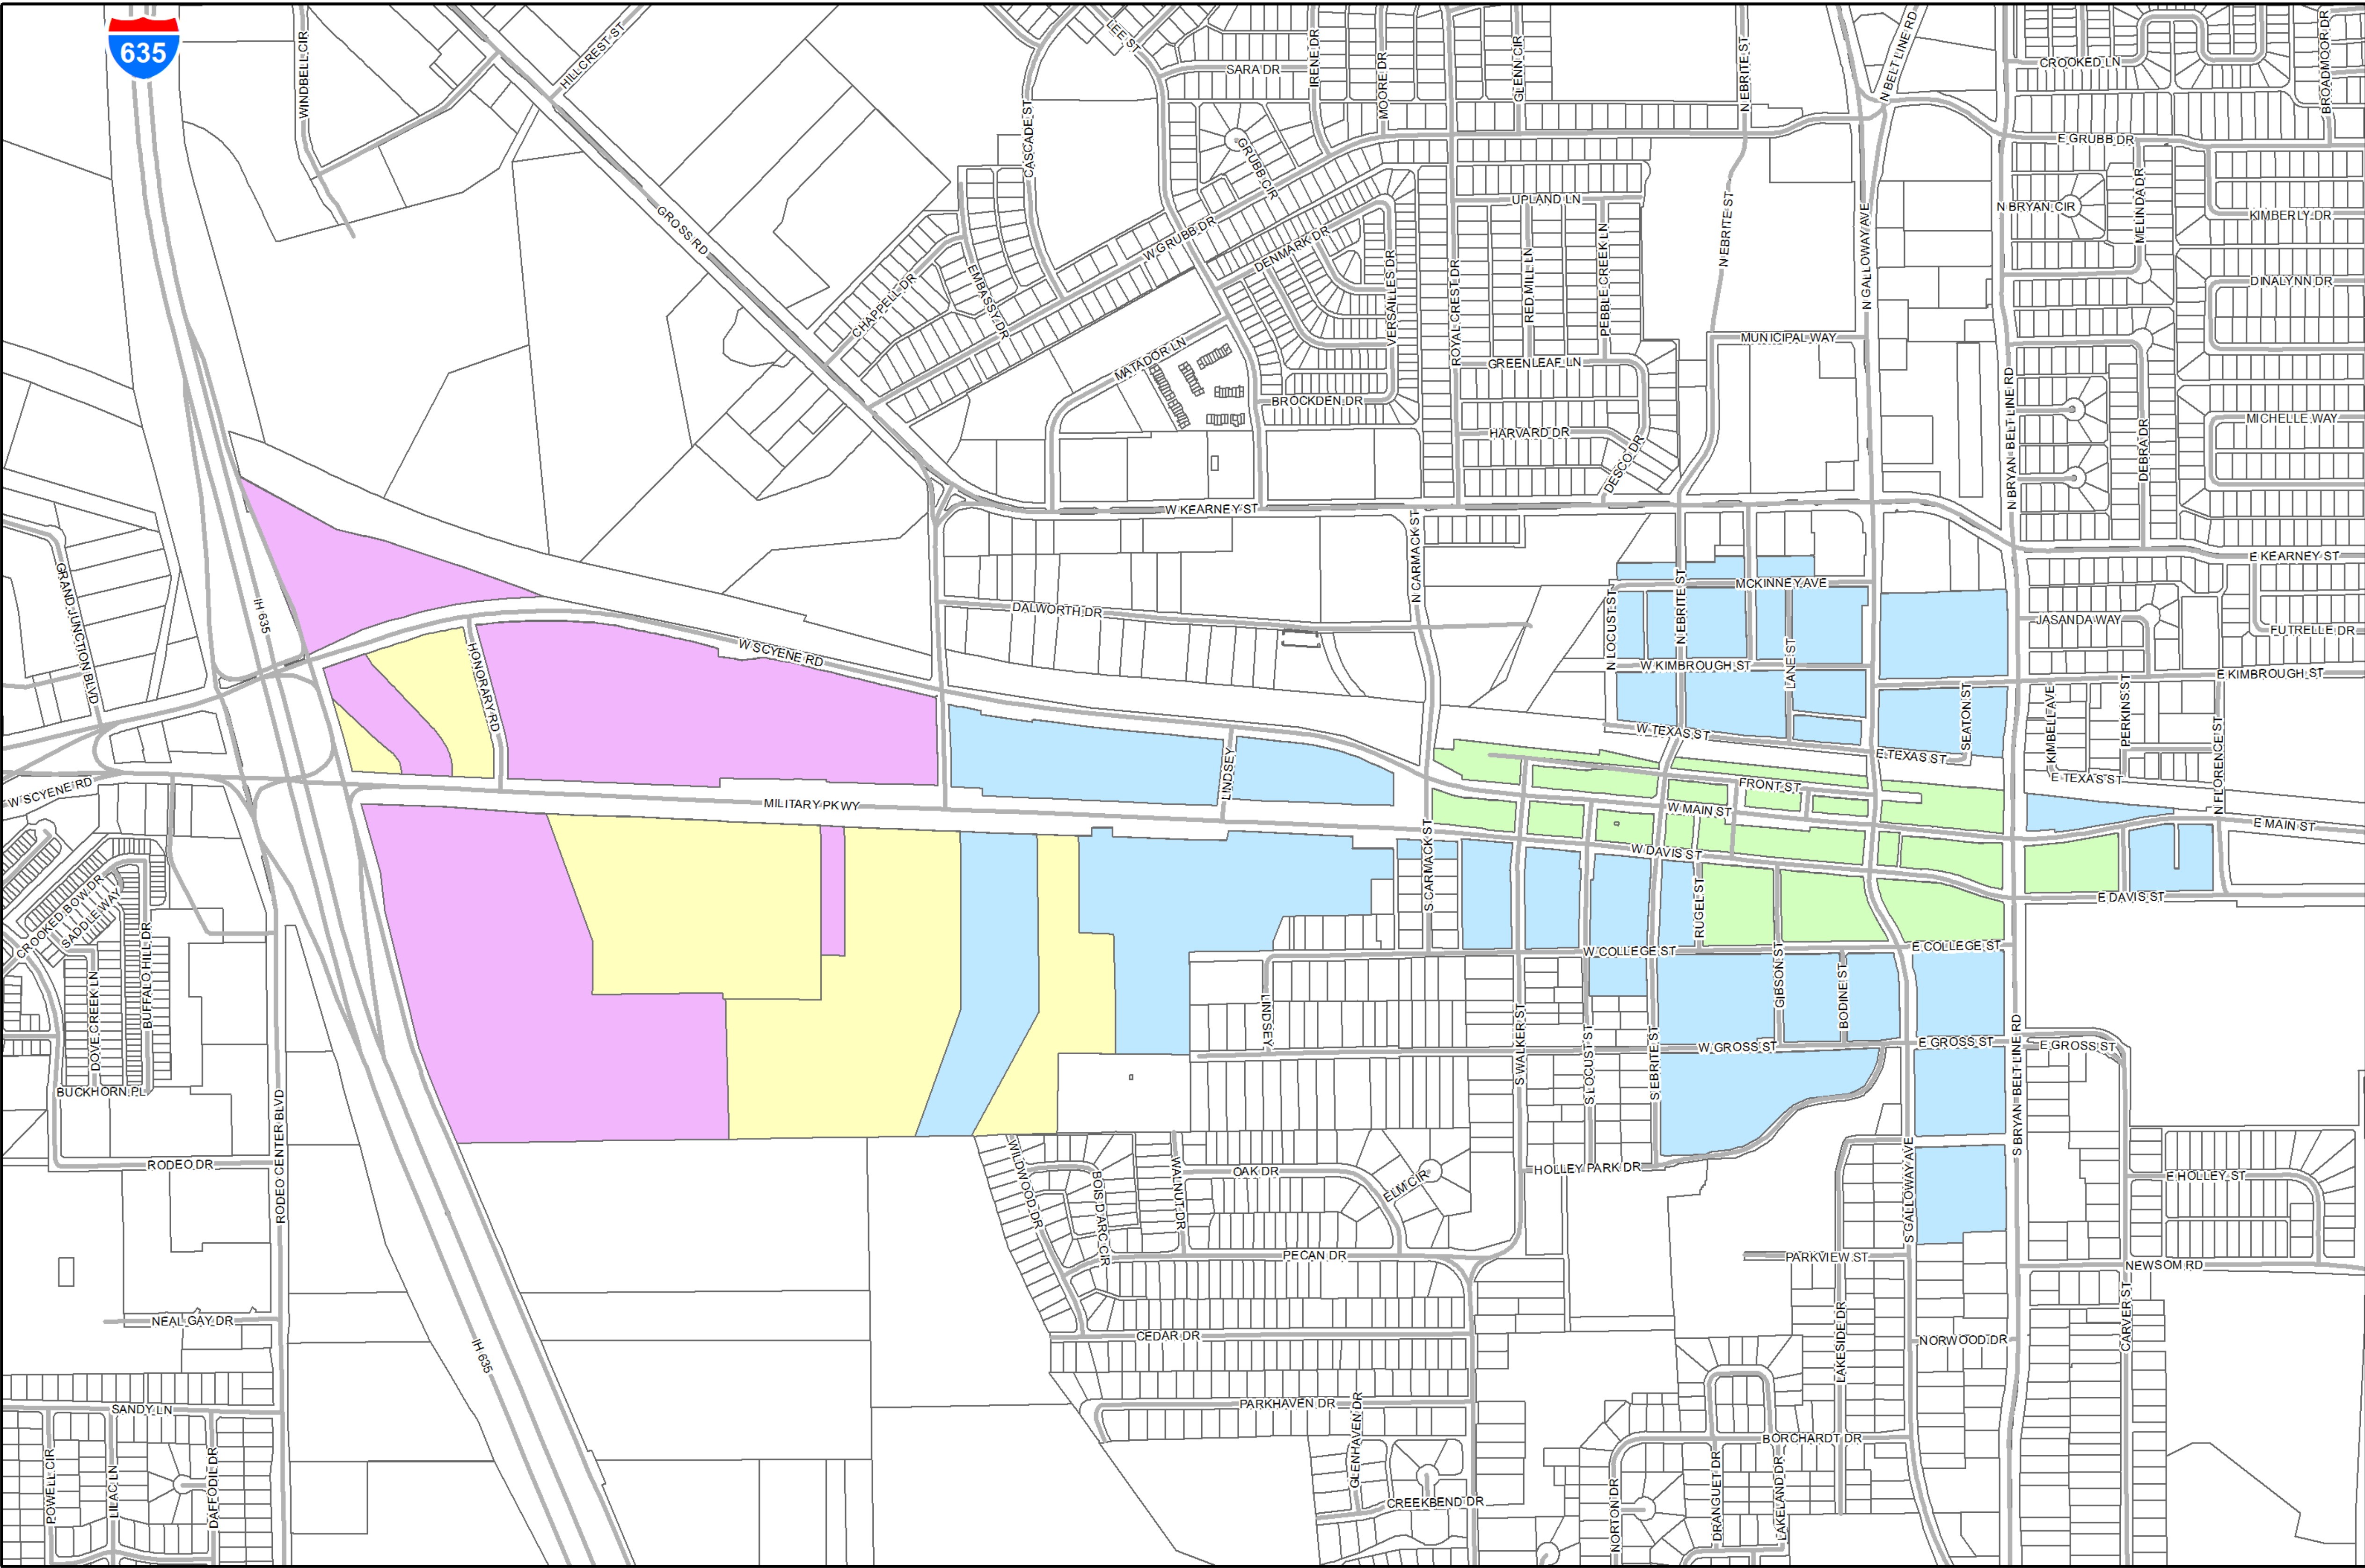 635
WINDBELL CIR
HILLCREST ST
LEE ST
SARA DR
IRENE DR
MOORE DR
GLENN CIR
N EBRITE ST
N BELT LINE RD
CROOKED LN
BROADMOOR DR
CASCADE ST
GRUBB CIR
E GRUBB DR
UPLAND LN
N BRYAN CIR
MELINDA DR
KIMBERLY DR
GROSS RD
W GRUBB DR
DENMARK DR
N EBRITE ST
N GALLOWAY AVE
CHAPPELL DR
EMBASSY DR
VERSAILLES DR
ROYAL CREST DR
RED MILL LN
PEBBLE CREEK LN
DINALYNN DR
MATADOR LN
MUNICIPAL WAY
GREENLEAF LN
BROCKDEN DR
HARVARD DR
DESCO DR
N BRYAN-BELT LINE RD
DEBRA DR
MICHELLE WAY
W KEARNEY ST
N CARMACK ST
E KEARNEY ST
GRAND JUNCTION BLVD
IH 635
DALWORTH DR
MCKINNEY AVE
N LOCUST ST
N EBRITE ST
LANE ST
JASANDA WAY
FUTRELLE DR
HONORARY RD
W SCYENE RD
W KIMBROUGH ST
E KIMBROUGH ST
SEATON ST
KIMBELL AVE
PERKINS ST
N FLORENCE ST
W TEXAS ST
E TEXAS ST
E TEXAS ST
W SCYENE RD
MILITARY PKWY
LINDSEY
FRONT ST
W MAIN ST
E MAIN ST
W DAVIS ST
S CARMACK ST
RUGEL ST
E DAVIS ST
CROOKED BOW DR
SADDLE WAY
DOVE CREEK LN
BUFFALO HILL DR
W COLLEGE ST
E COLLEGE ST
LINDSEY
GIBSON ST
BODINE ST
S WALKER ST
S LOCUST ST
S EBRITE ST
W GROSS ST
E GROSS ST
E GROSS ST
S BRYAN-BELT LINE RD
BUCKHORN PL
RODEO CENTER BLVD
RODEO DR
WILDWOOD DR
BOIS D ARC CIR
WALNUT DR
OAK DR
ELM CIR
HOLLEY PARK DR
S GALLOWAY AVE
E HOLLEY ST
PECAN DR
PARKVIEW ST
NEWSOM RD
NEAL GAY DR
IH 635
CEDAR DR
LAKESIDE DR
NORWOOD DR
CARVER ST
SANDY LN
PARKHAVEN DR
GLENHAVEN DR
BORCHARDT DR
POWELL CIR
LILAC LN
DAFFODIL DR
CREEKBEND DR
NORTON DR
DRANGUET DR
LAKELAND DR